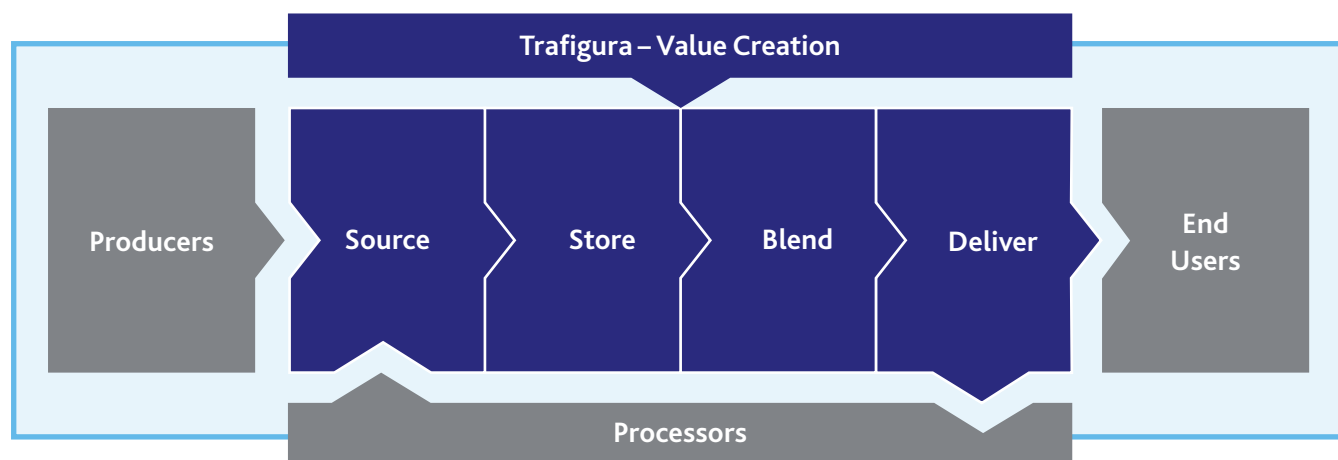 Trafigura – Value Creation
Producers
Source
Store
Blend
Deliver
End
Users
Processors